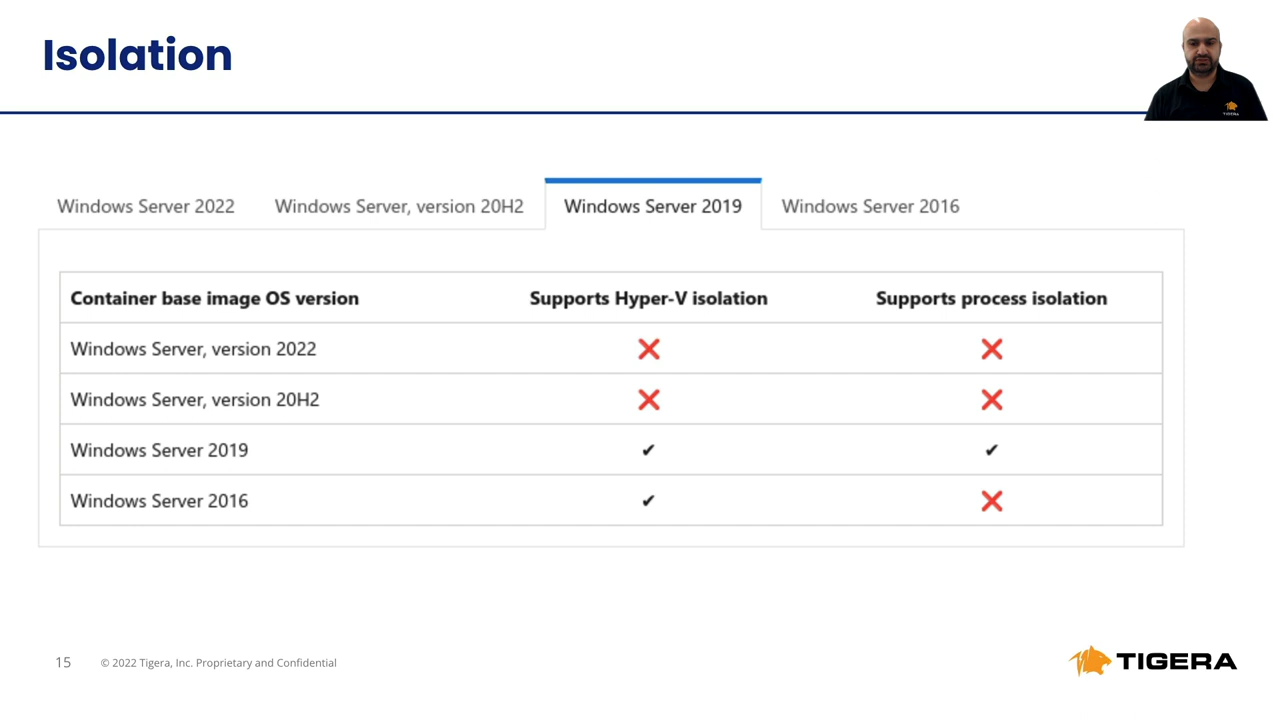 Isolation
TIGERA
Windows Server 2022 Windows Server, version 20H2 Windows Server 2019 Windows Server 2016
Container base image OS version Supports Hyper-V isolation Supports process isolation
Windows Server, version 2022 ❌ ❌
Windows Server, version 20H2 ❌ ❌
Windows Server 2019 ✔ ✔
Windows Server 2016 ✔ ❌
15 © 2022 Tigera, Inc. Proprietary and Confidential
TIGERA